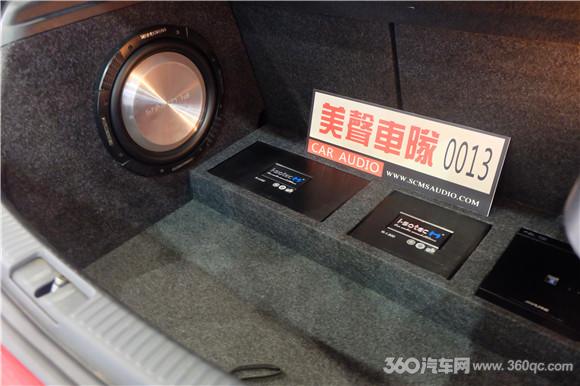 美聲車隊 0013
CAR AUDIO
WWW.SCMSAUDIO.COM
i-sotec
i-sotec
ALPINE
360汽车网 www.360qc.com